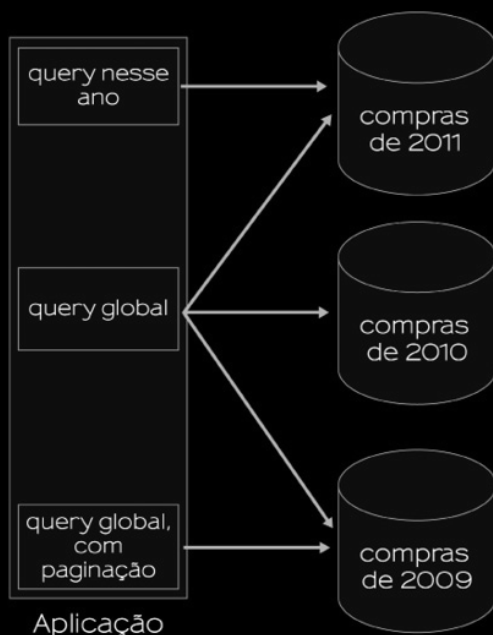 query nesse
ano
compras
de 2011
query global
compras
de 2010
query global,
com
paginação
compras
de 2009
Aplicação